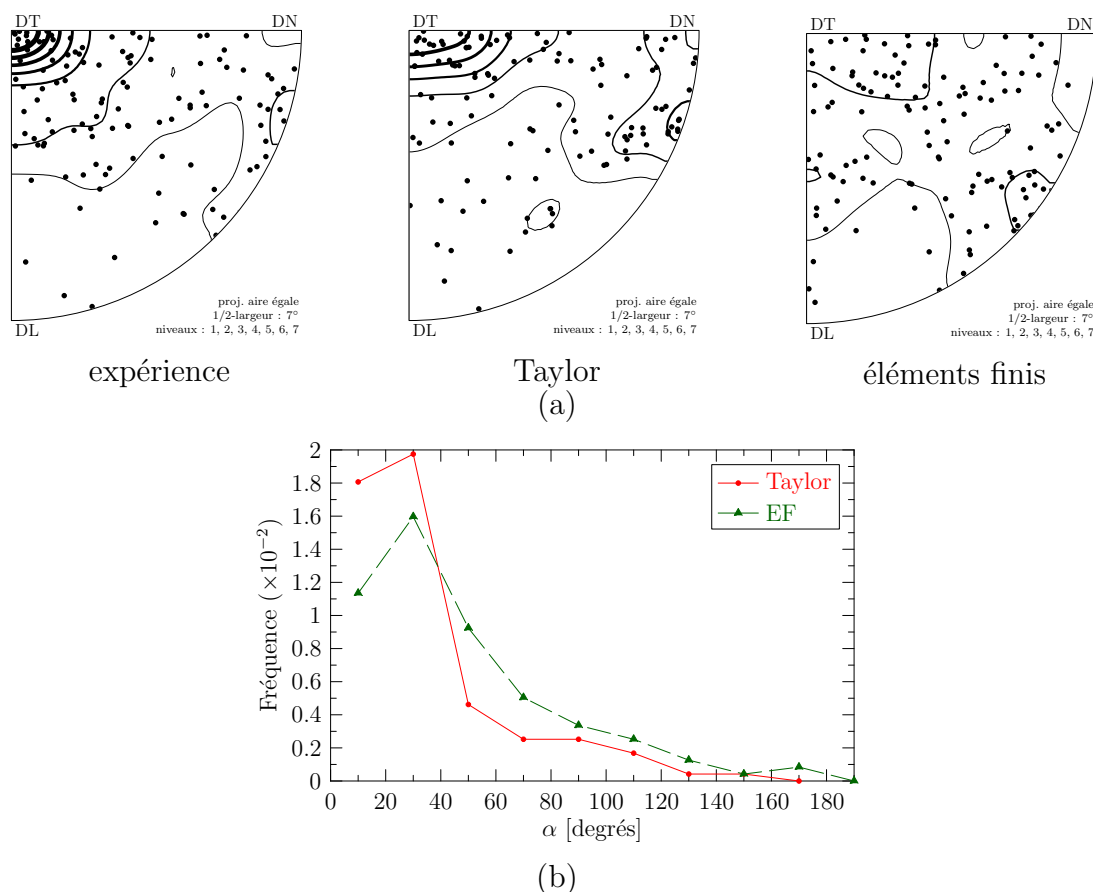 DT DN
DL
proj. aire égale
1/2-largeur : 7°
niveaux : 1, 2, 3, 4, 5, 6, 7
expérience
DT DN
DL
proj. aire égale
1/2-largeur : 7°
niveaux : 1, 2, 3, 4, 5, 6, 7
Taylor
DT DN
DL
proj. aire égale
1/2-largeur : 7°
niveaux : 1, 2, 3, 4, 5, 6, 7
éléments finis
(a)
Fréquence (×10⁻²)
2
1.8
1.6
1.4
1.2
1
0.8
0.6
0.4
0.2
0
Taylor
EF
0 20 40 60 80 100 120 140 160 180
α [degrés]
(b)